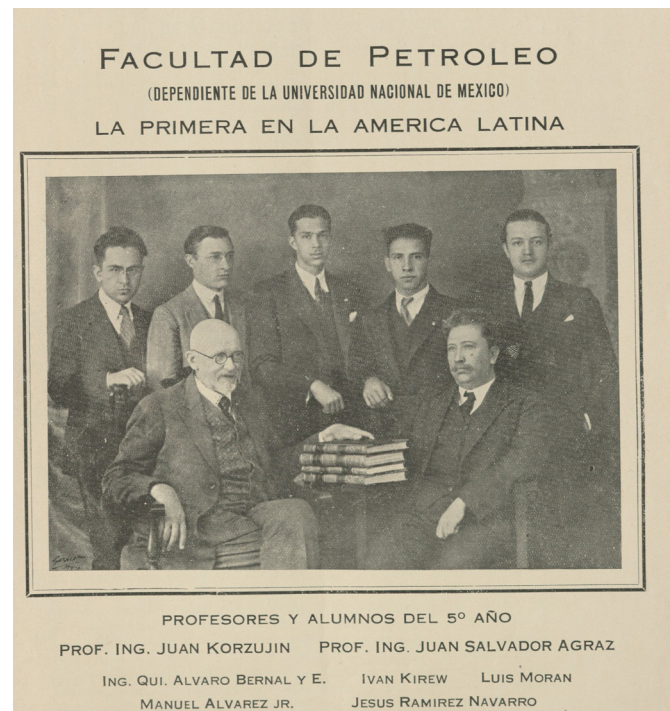 FACULTAD DE PETROLEO
(DEPENDIENTE DE LA UNIVERSIDAD NACIONAL DE MEXICO)
LA PRIMERA EN LA AMERICA LATINA
PROFESORES Y ALUMNOS DEL 5º AÑO
PROF. ING. JUAN KORZUJIN PROF. ING. JUAN SALVADOR AGRAZ
ING. QUI. ALVARO BERNAL Y E. IVAN KIREW LUIS MORAN
MANUEL ALVAREZ JR. JESUS RAMIREZ NAVARRO